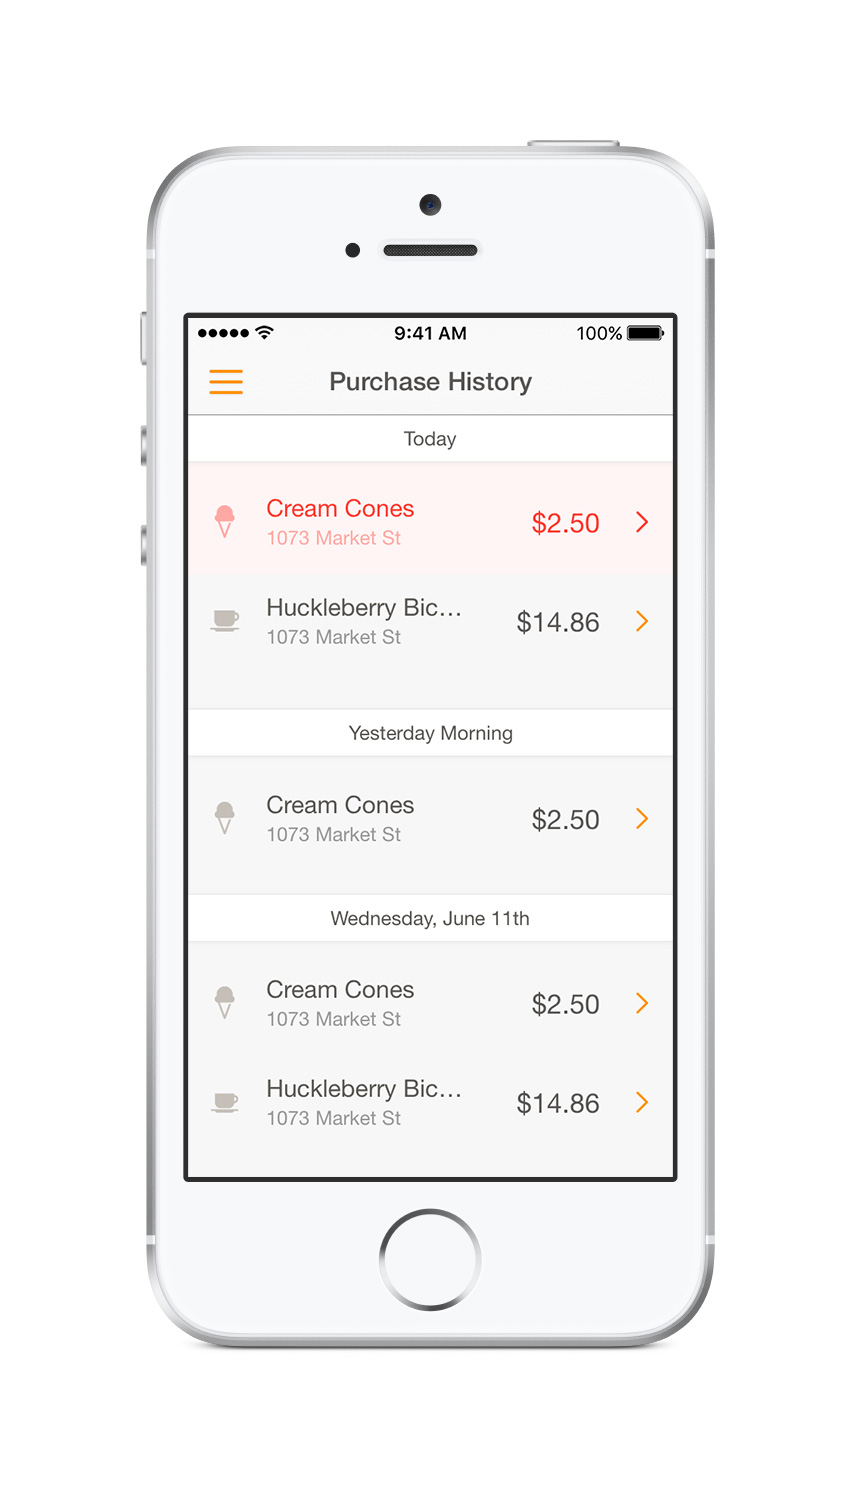 9:41 AM 100%
Purchase History
Today
Cream Cones
1073 Market St
$2.50
Huckleberry Bic…
1073 Market St
$14.86
Yesterday Morning
Cream Cones
1073 Market St
$2.50
Wednesday, June 11th
Cream Cones
1073 Market St
$2.50
Huckleberry Bic…
1073 Market St
$14.86